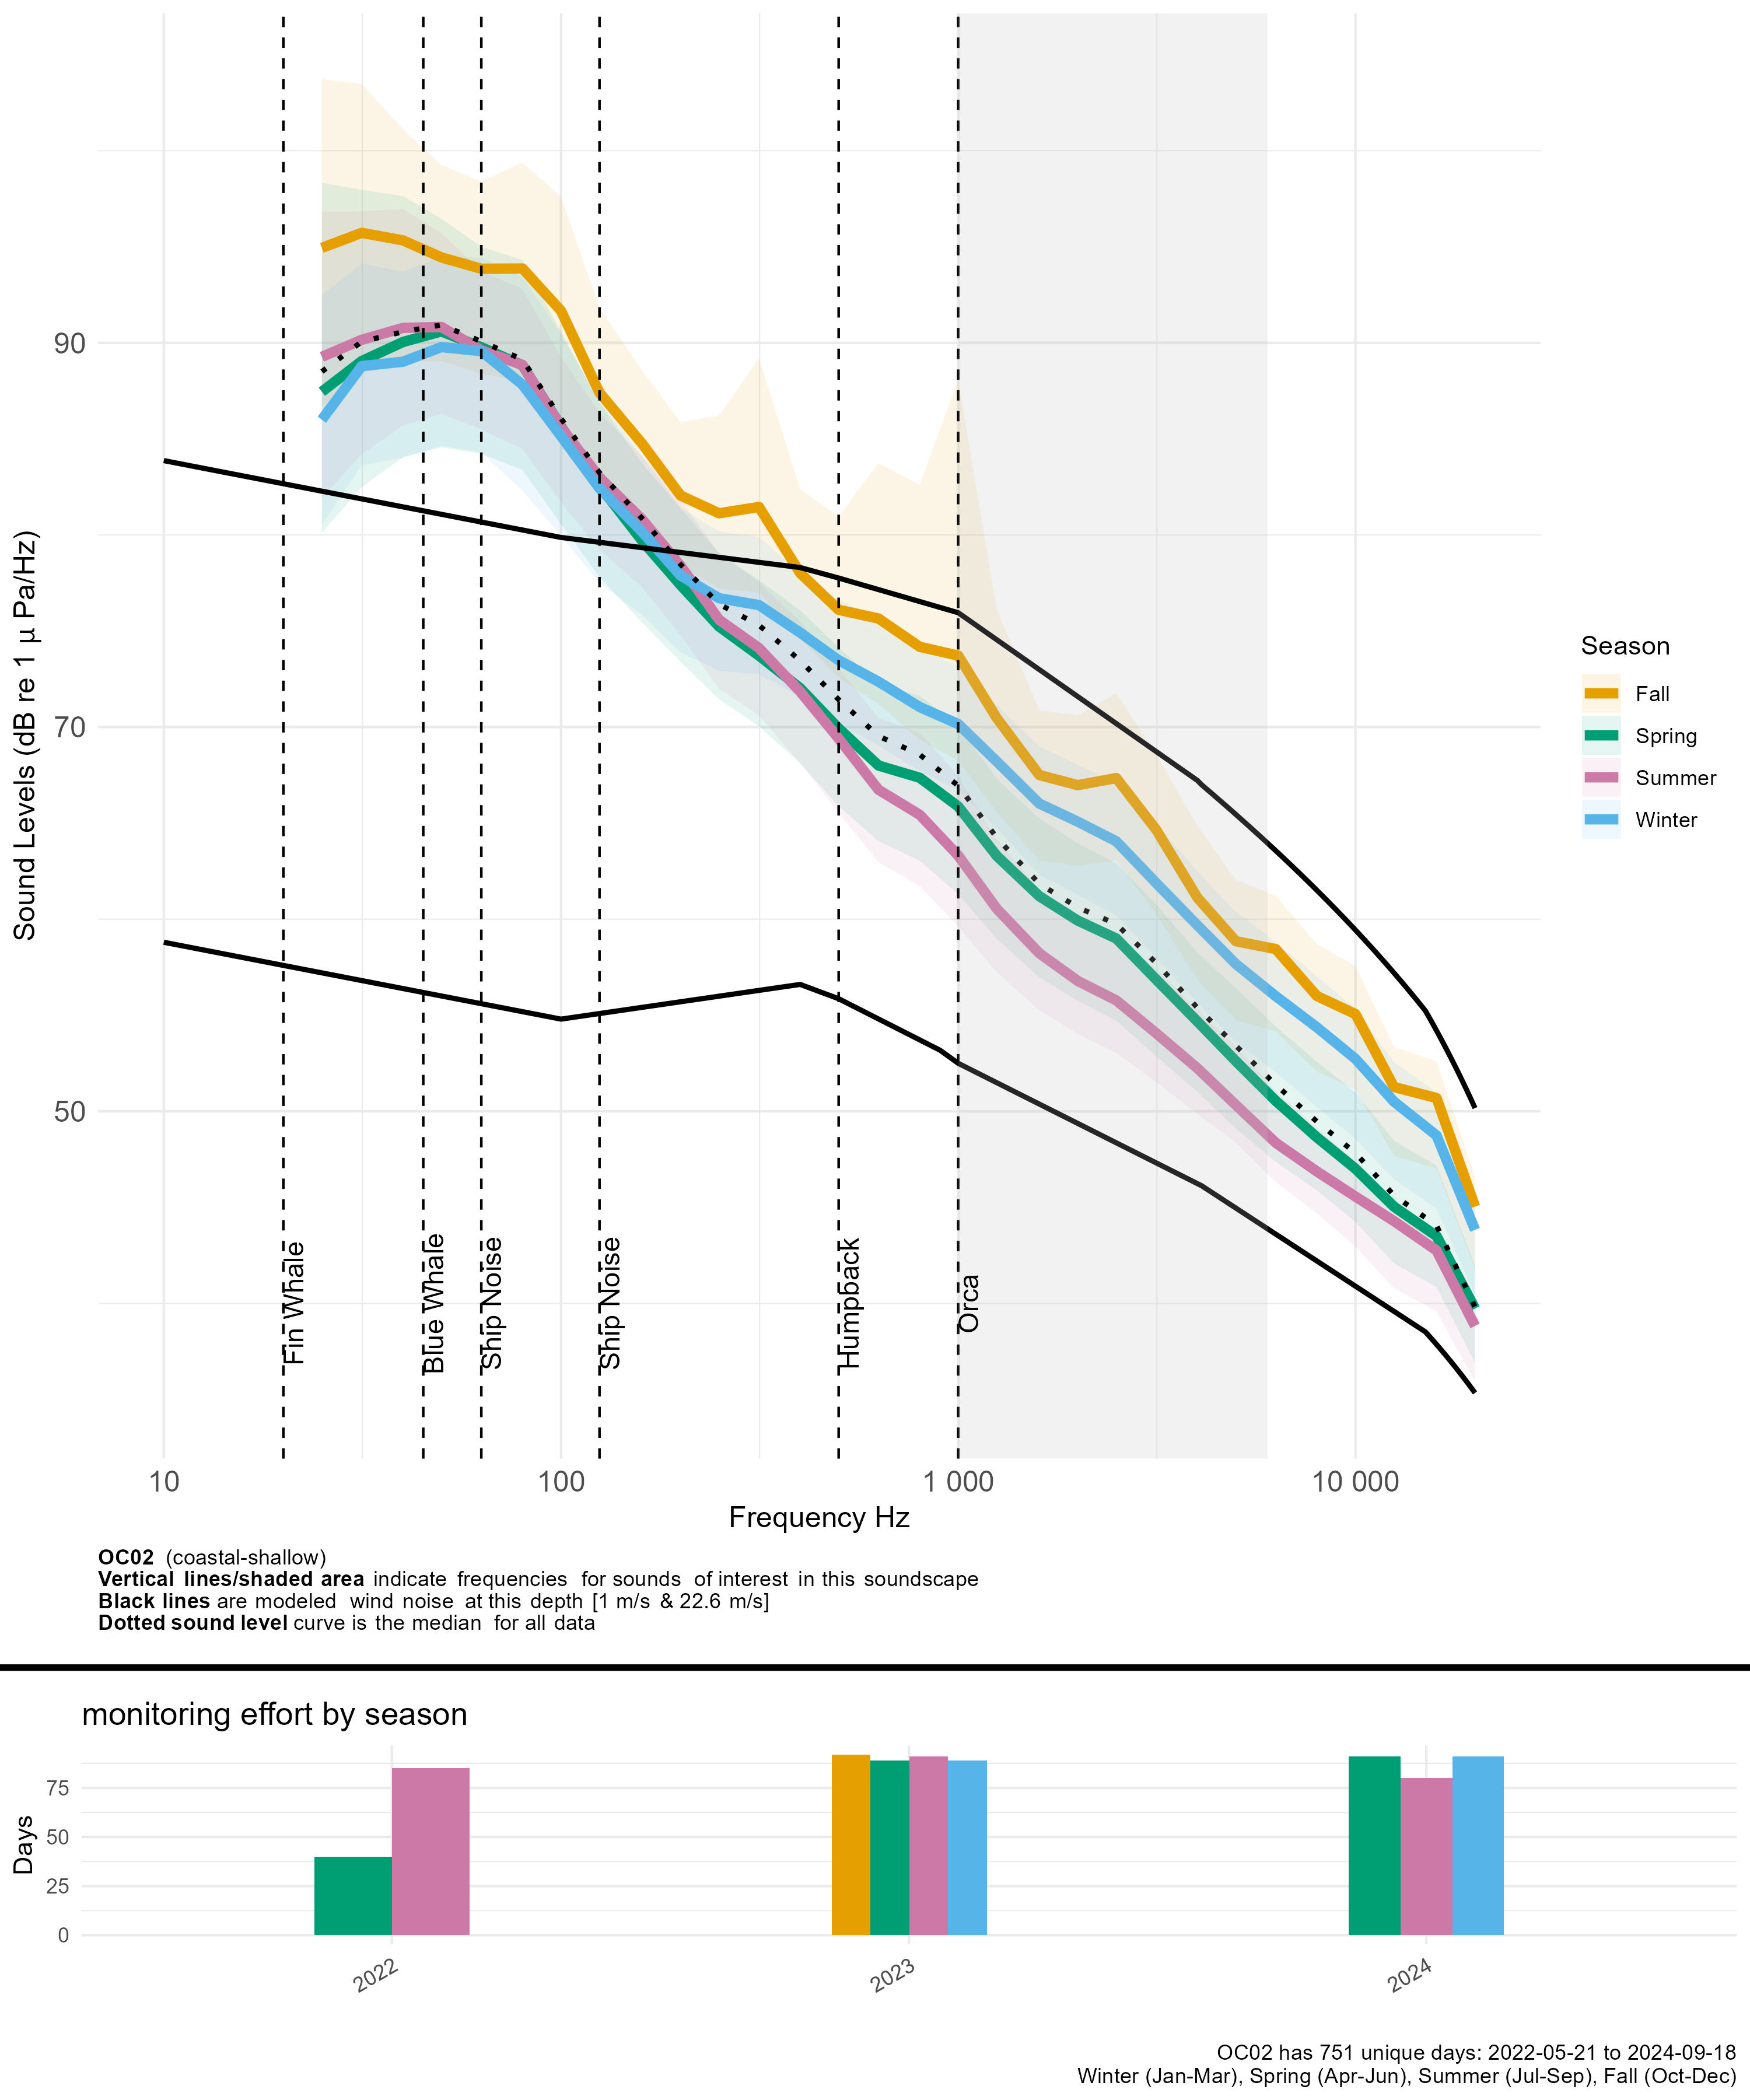 90
70
50
Sound Levels (dB re 1 µ Pa/Hz)
Fin Whale
Blue Whale
Ship Noise
Ship Noise
Humpback
Orca
10
100
1 000
10 000
Frequency Hz
Season
Fall
Spring
Summer
Winter
OC02 (coastal-shallow)
Vertical lines/shaded area indicate frequencies for sounds of interest in this soundscape
Black lines are modeled wind noise at this depth [1 m/s & 22.6 m/s]
Dotted sound level curve is the median for all data
monitoring effort by season
Days
75
50
25
0
2022
2023
2024
OC02 has 751 unique days: 2022-05-21 to 2024-09-18
Winter (Jan-Mar), Spring (Apr-Jun), Summer (Jul-Sep), Fall (Oct-Dec)